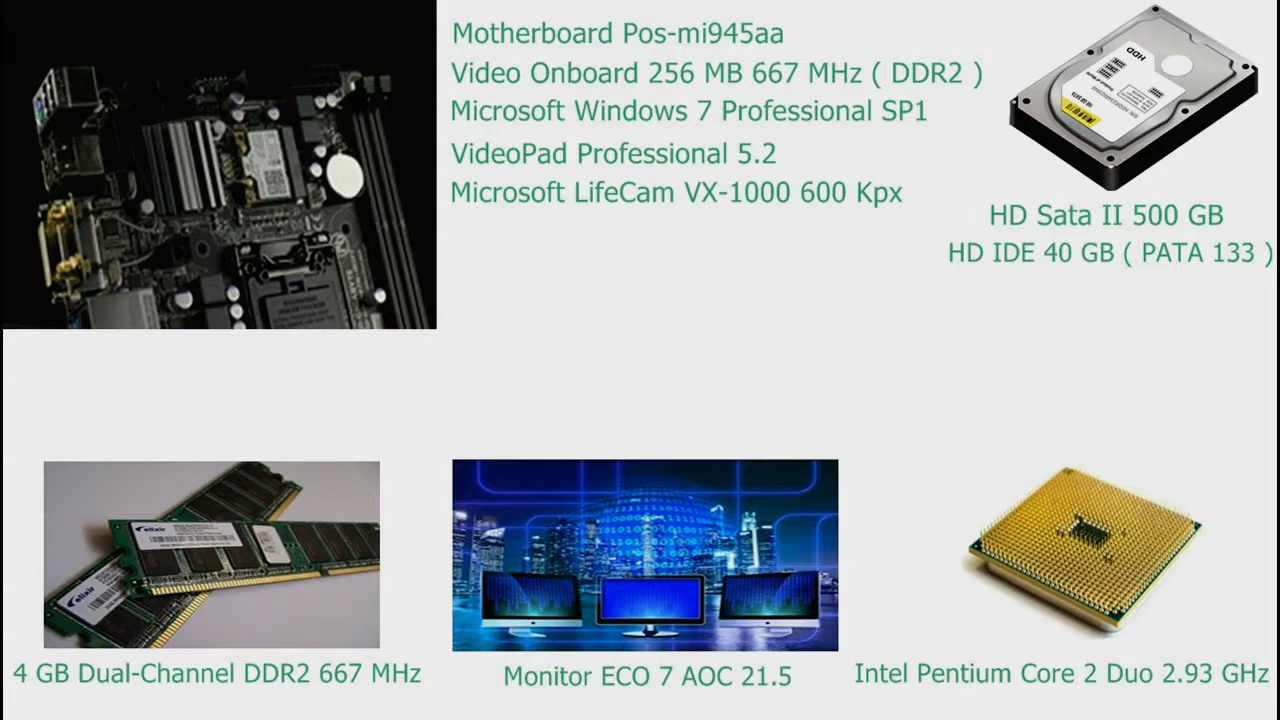 Motherboard Pos-mi945aa
Video Onboard 256 MB 667 MHz ( DDR2 )
Microsoft Windows 7 Professional SP1
VideoPad Professional 5.2
Microsoft LifeCam VX-1000 600 Kpx
HDD
HD Sata II 500 GB
HD IDE 40 GB ( PATA 133 )
elixir
elixir
4 GB Dual-Channel DDR2 667 MHz
Monitor ECO 7 AOC 21.5
Intel Pentium Core 2 Duo 2.93 GHz